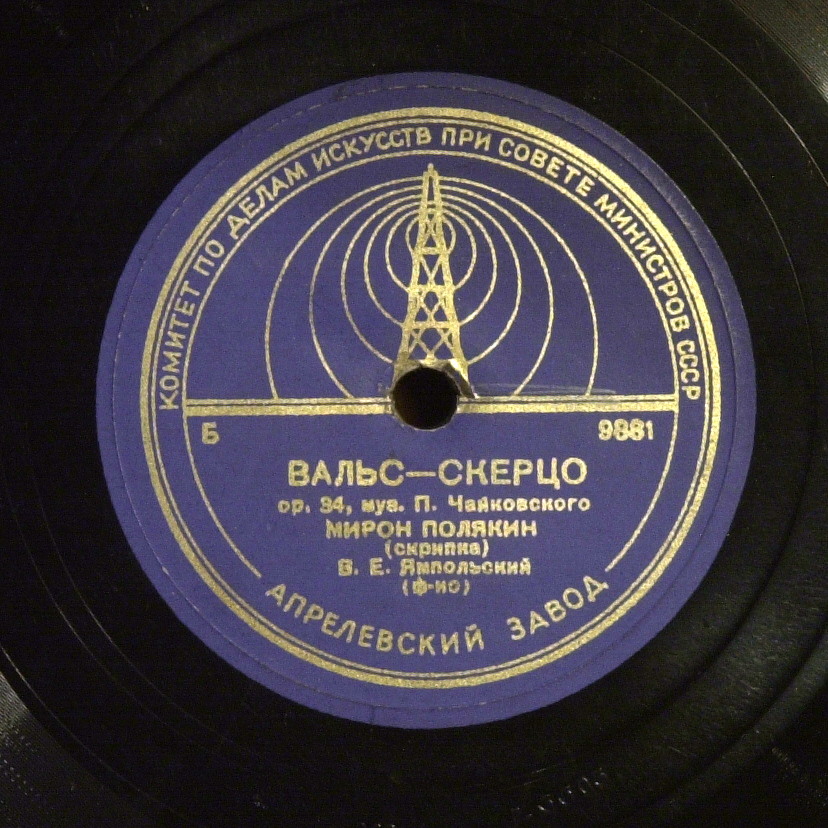 КОМИТЕТ ПО ДЕЛАМ ИСКУССТВ ПРИ СОВЕТЕ МИНИСТРОВ СССР
Б 9881
ВАЛЬС—СКЕРЦО
ор. 34, муз. П. Чайковского
МИРОН ПОЛЯКИН
(скрипка)
В. Е. Ямпольский
(ф-но)
АПРЕЛЕВСКИЙ ЗАВОД